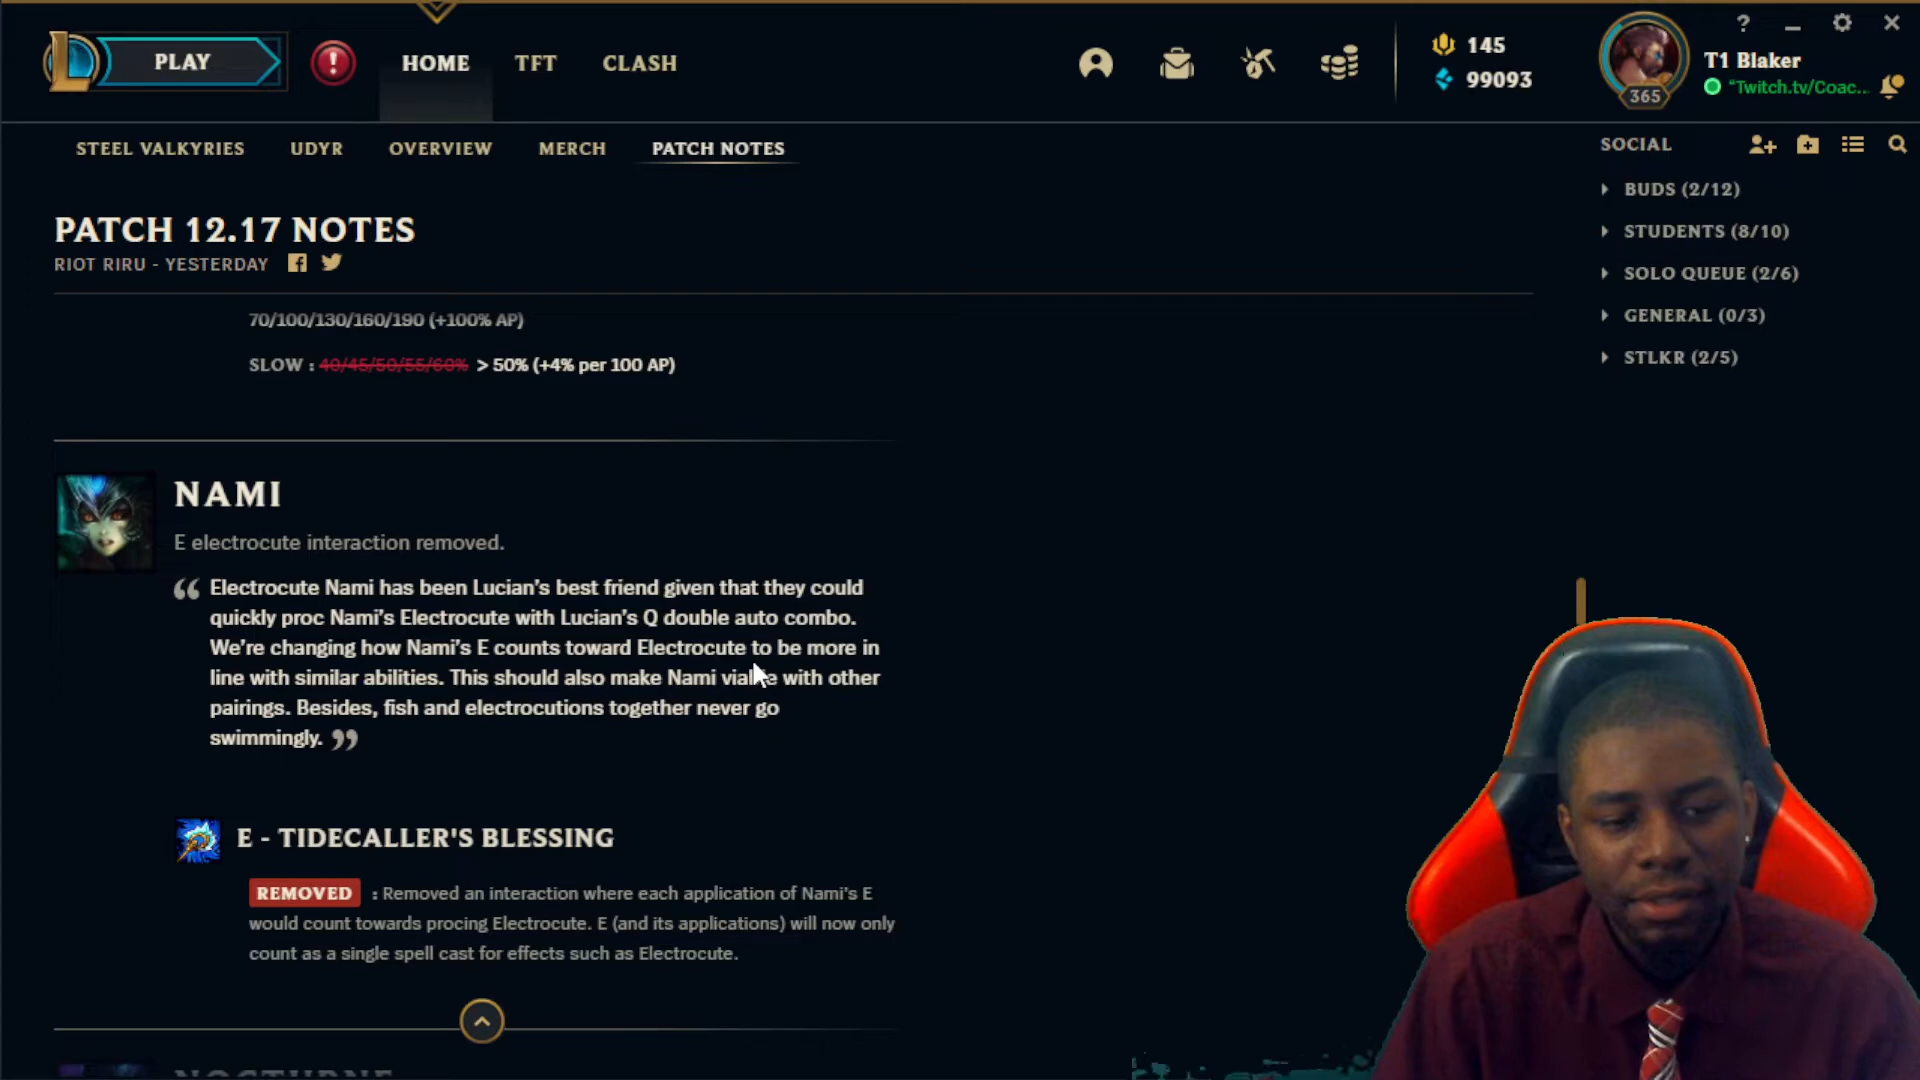 PLAY
HOME
TFT
CLASH
145
99093
365
?
T1 Blaker
"Twitch.tv/Coac...
STEEL VALKYRIES
UDYR
OVERVIEW
MERCH
PATCH NOTES
SOCIAL
BUDS (2/12)
STUDENTS (8/10)
SOLO QUEUE (2/6)
GENERAL (0/3)
STLKR (2/5)
PATCH 12.17 NOTES
RIOT RIRU - YESTERDAY
70/100/130/160/190 (+100% AP)
SLOW : 40/45/50/55/60% > 50% (+4% per 100 AP)
NAMI
E electrocute interaction removed.
“ Electrocute Nami has been Lucian's best friend given that they could
quickly proc Nami's Electrocute with Lucian's Q double auto combo.
We're changing how Nami's E counts toward Electrocute to be more in
line with similar abilities. This should also make Nami viable with other
pairings. Besides, fish and electrocutions together never go
swimmingly. ”
E - TIDECALLER'S BLESSING
REMOVED : Removed an interaction where each application of Nami's E
would count towards procing Electrocute. E (and its applications) will now only
count as a single spell cast for effects such as Electrocute.
NOCTURNE